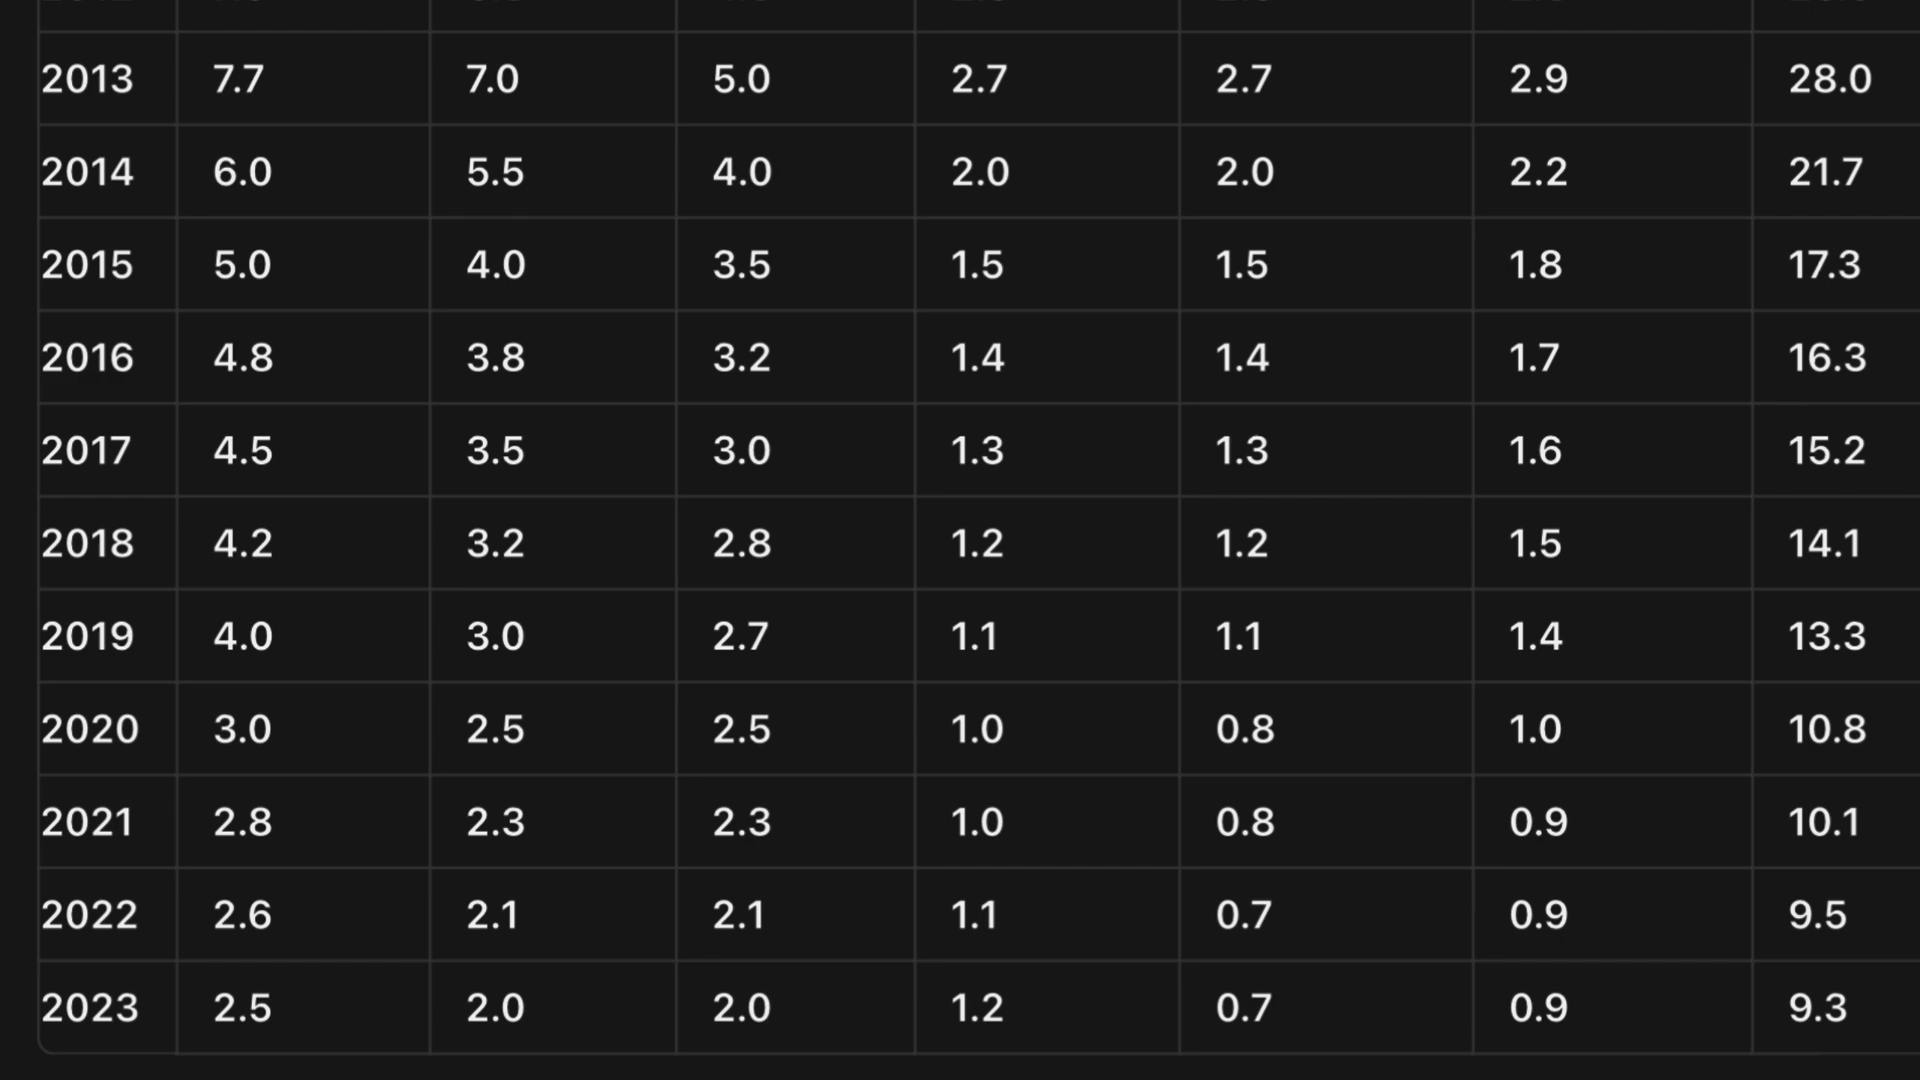 2013 7.7 7.0 5.0 2.7 2.7 2.9 28.0
2014 6.0 5.5 4.0 2.0 2.0 2.2 21.7
2015 5.0 4.0 3.5 1.5 1.5 1.8 17.3
2016 4.8 3.8 3.2 1.4 1.4 1.7 16.3
2017 4.5 3.5 3.0 1.3 1.3 1.6 15.2
2018 4.2 3.2 2.8 1.2 1.2 1.5 14.1
2019 4.0 3.0 2.7 1.1 1.1 1.4 13.3
2020 3.0 2.5 2.5 1.0 0.8 1.0 10.8
2021 2.8 2.3 2.3 1.0 0.8 0.9 10.1
2022 2.6 2.1 2.1 1.1 0.7 0.9 9.5
2023 2.5 2.0 2.0 1.2 0.7 0.9 9.3